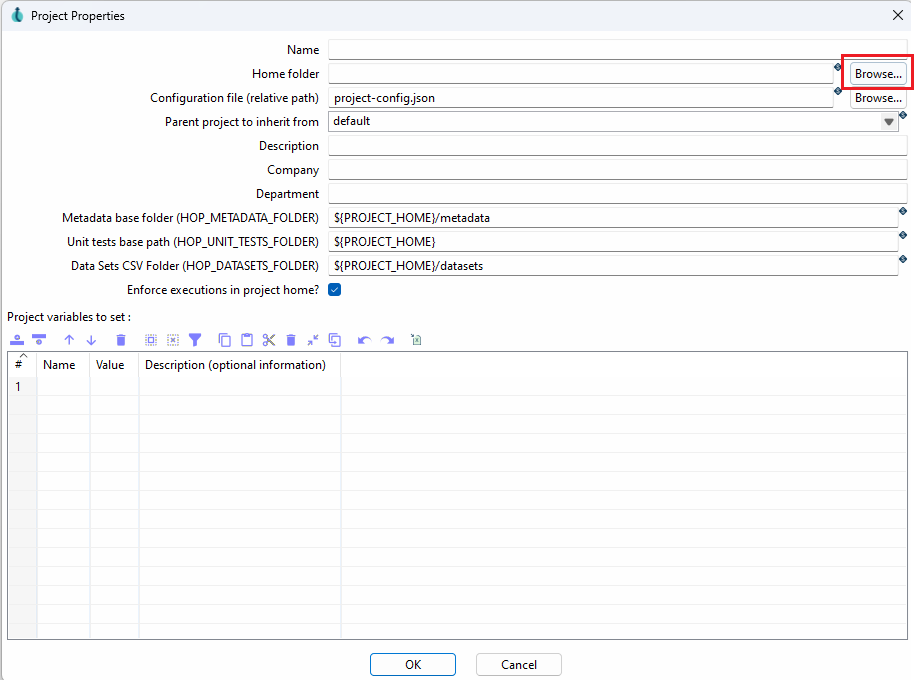 Project Properties
Name
Home folder Browse...
Configuration file (relative path) project-config.json Browse...
Parent project to inherit from default
Description
Company
Department
Metadata base folder (HOP_METADATA_FOLDER) ${PROJECT_HOME}/metadata
Unit tests base path (HOP_UNIT_TESTS_FOLDER) ${PROJECT_HOME}
Data Sets CSV Folder (HOP_DATASETS_FOLDER) ${PROJECT_HOME}/datasets
Enforce executions in project home?
Project variables to set :
# Name Value Description (optional information)
1
OK Cancel